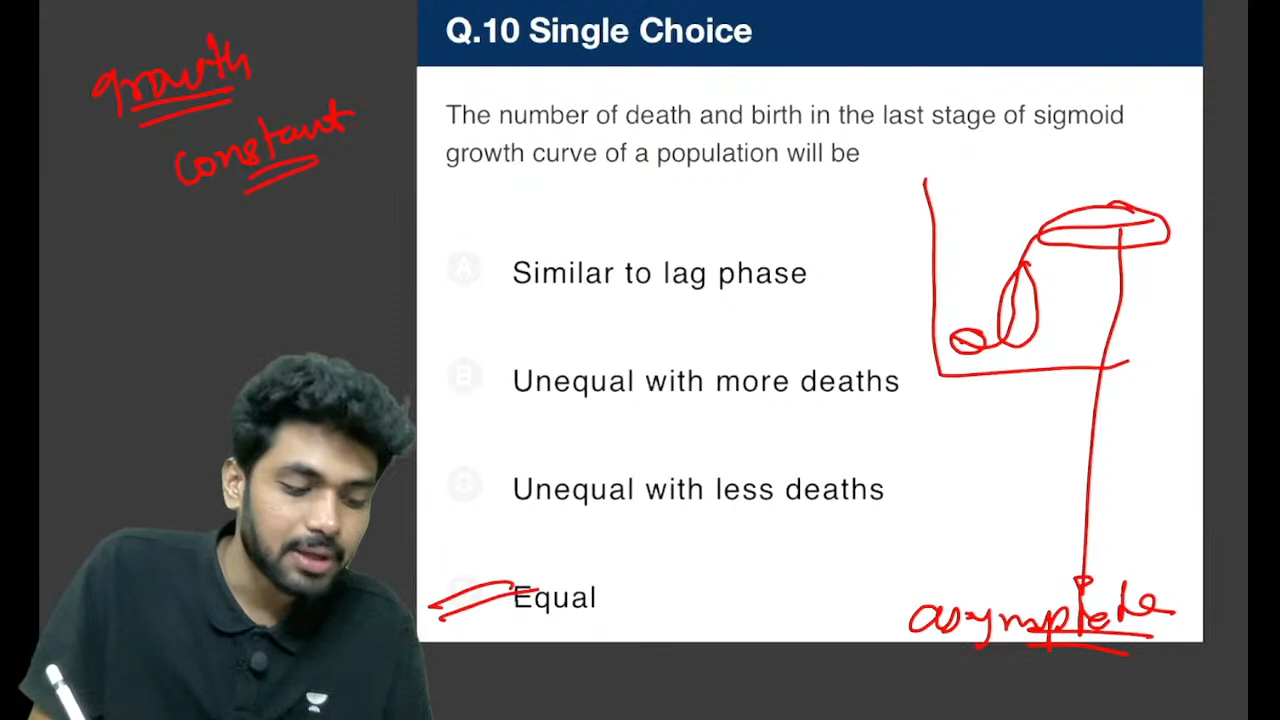 Q.10 Single Choice
growth
constant
The number of death and birth in the last stage of sigmoid
growth curve of a population will be
A
Similar to lag phase
B
Unequal with more deaths
C
Unequal with less deaths
Equal
asymptote